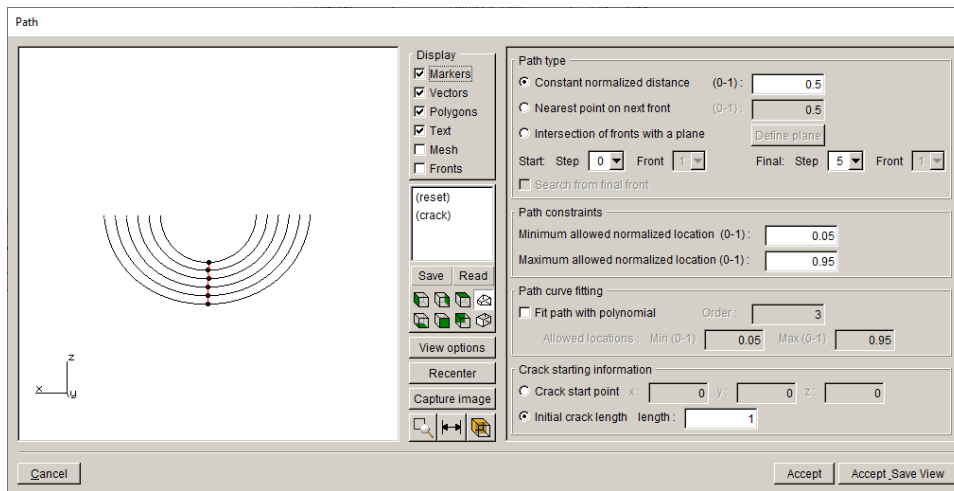 Path
Display
Markers
Vectors
Polygons
Text
Mesh
Fronts
(reset)
(crack)
Save Read
View options
Recenter
Capture image
z
x
y
Path type
Constant normalized distance (0-1) : 0.5
Nearest point on next front (0-1) : 0.5
Intersection of fronts with a plane Define plane
Start: Step 0 Front 1 Final: Step 5 Front 1
Search from final front
Path constraints
Minimum allowed normalized location (0-1) : 0.05
Maximum allowed normalized location (0-1) : 0.95
Path curve fitting
Fit path with polynomial Order : 3
Allowed locations : Min (0-1) 0.05 Max (0-1) 0.95
Crack starting information
Crack start point x : 0 y : 0 z : 0
Initial crack length length : 1
Cancel Accept Accept_Save View